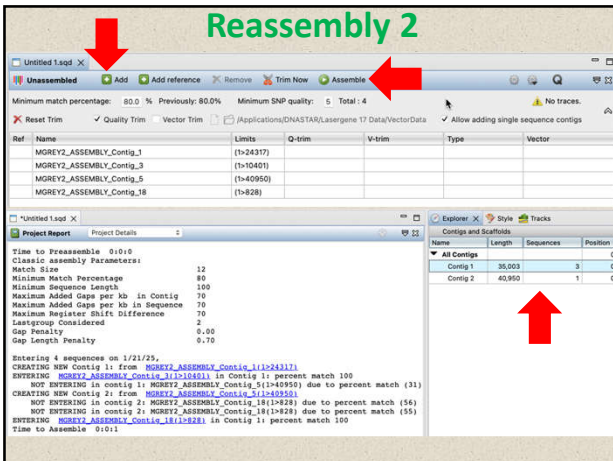 Reassembly 2
Untitled 1.sqd
Unassembled Add Add reference Remove Trim Now Assemble
Minimum match percentage: 80.0 % Previously: 80.0% Minimum SNP quality: 5 Total : 4 No traces.
Reset Trim Quality Trim Vector Trim /Applications/DNASTAR/Lasergene 17 Data/VectorData Allow adding single sequence contigs
Ref Name Limits Q-trim V-trim Type Vector
MGREY2_ASSEMBLY_Contig_1 (1>24317)
MGREY2_ASSEMBLY_Contig_3 (1>10401)
MGREY2_ASSEMBLY_Contig_5 (1>40950)
MGREY2_ASSEMBLY_Contig_18 (1>828)
*Untitled 1.sqd
Project Report Project Details
Time to Preassemble 0:0:0
Classic assembly Parameters:
Match Size 12
Minimum Match Percentage 80
Minimum Sequence Length 100
Maximum Added Gaps per kb in Contig 70
Maximum Added Gaps per kb in Sequence 70
Maximum Register Shift Difference 70
Lastgroup Considered 2
Gap Penalty 0.00
Gap Length Penalty 0.70
Entering 4 sequences on 1/21/25,
CREATING NEW Contig 1: from MGREY2_ASSEMBLY_Contig_1(1>24317)
ENTERING MGREY2_ASSEMBLY_Contig_3(1>10401) in Contig 1: percent match 100
NOT ENTERING in contig 1: MGREY2_ASSEMBLY_Contig_5(1>40950) due to percent match (31)
CREATING NEW Contig 2: from MGREY2_ASSEMBLY_Contig_5(1>40950)
NOT ENTERING in contig 2: MGREY2_ASSEMBLY_Contig_18(1>828) due to percent match (56)
NOT ENTERING in contig 2: MGREY2_ASSEMBLY_Contig_18(1>828) due to percent match (55)
ENTERING MGREY2_ASSEMBLY_Contig_18(1>828) in Contig 1: percent match 100
Time to Assemble 0:0:1
Explorer Style Tracks
Contigs and Scaffolds
Name Length Sequences Position
All Contigs 0
Contig 1 35,003 3 0
Contig 2 40,950 1 0